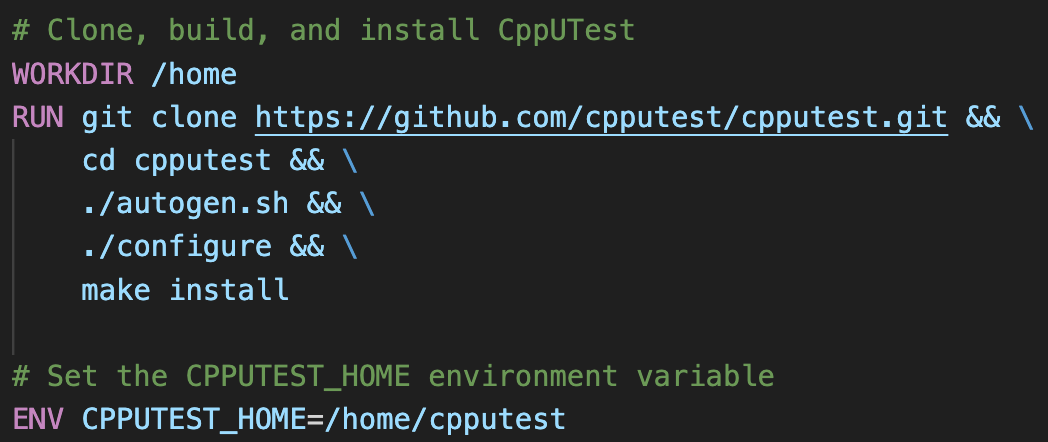 # Clone, build, and install CppUTest
WORKDIR /home
RUN git clone https://github.com/cpputest/cpputest.git && \
    cd cpputest && \
    ./autogen.sh && \
    ./configure && \
    make install

# Set the CPPUTEST_HOME environment variable
ENV CPPUTEST_HOME=/home/cpputest